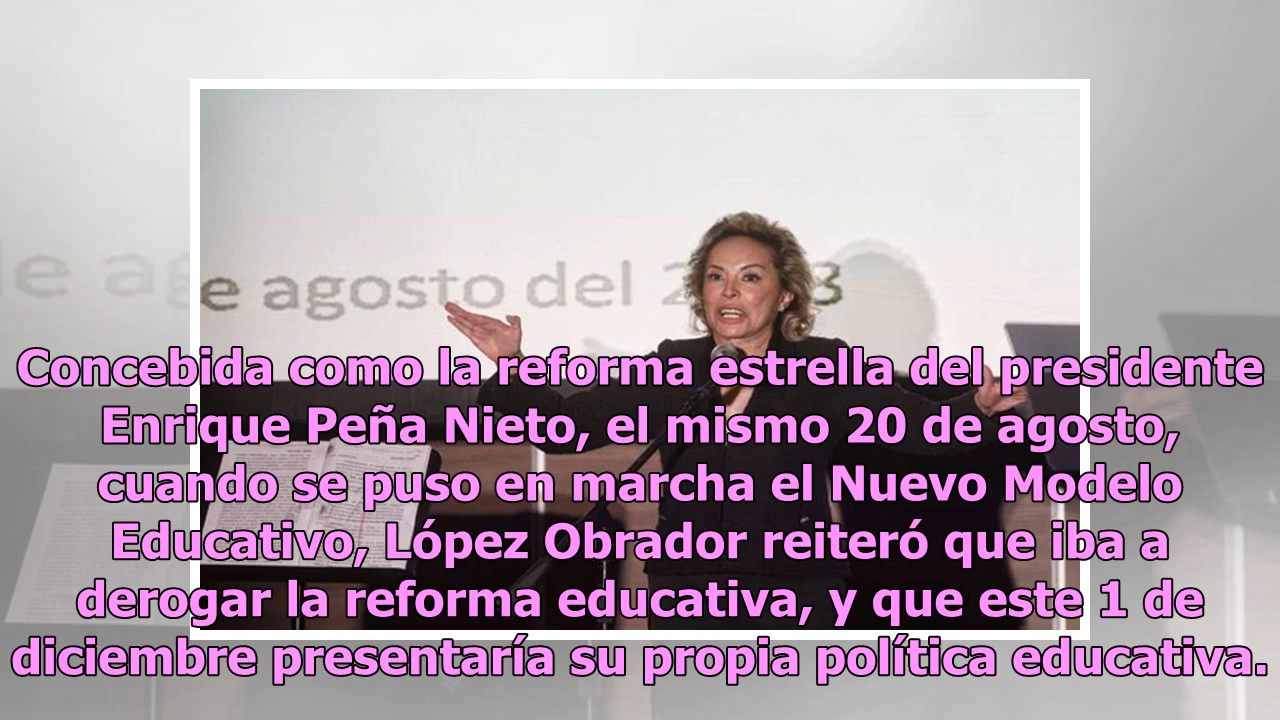 e agosto del 2 3
Concebida como la reforma estrella del presidente
Enrique Peña Nieto, el mismo 20 de agosto,
cuando se puso en marcha el Nuevo Modelo
Educativo, López Obrador reiteró que iba a
derogar la reforma educativa, y que este 1 de
diciembre presentaría su propia política educativa.